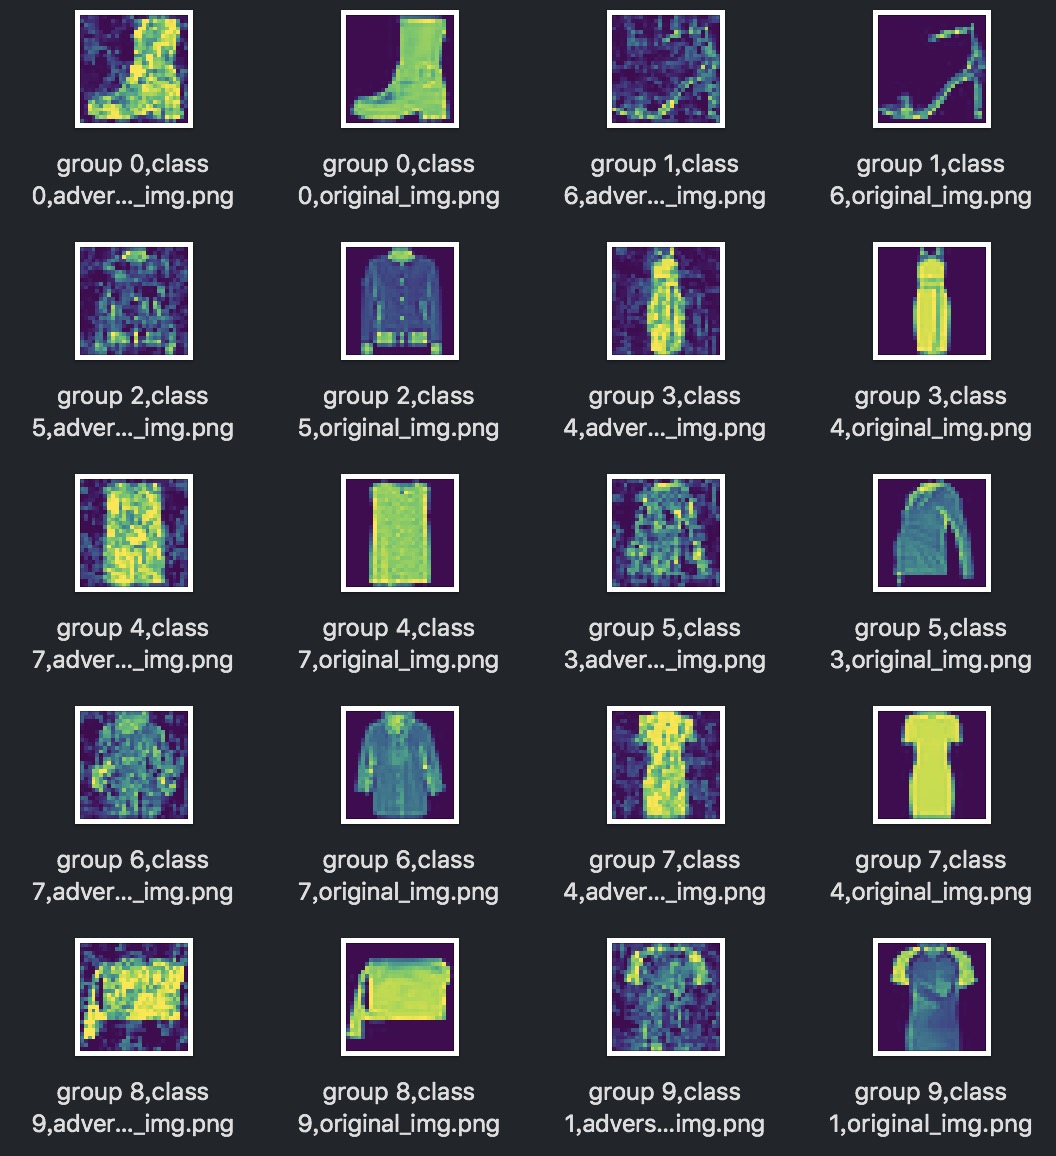 group 0,class
0,adver..._img.png
group 0,class
0,original_img.png
group 1,class
6,adver..._img.png
group 1,class
6,original_img.png
group 2,class
5,adver..._img.png
group 2,class
5,original_img.png
group 3,class
4,adver..._img.png
group 3,class
4,original_img.png
group 4,class
7,adver..._img.png
group 4,class
7,original_img.png
group 5,class
3,adver..._img.png
group 5,class
3,original_img.png
group 6,class
7,adver..._img.png
group 6,class
7,original_img.png
group 7,class
4,adver..._img.png
group 7,class
4,original_img.png
group 8,class
9,adver..._img.png
group 8,class
9,original_img.png
group 9,class
1,advers...img.png
group 9,class
1,original_img.png